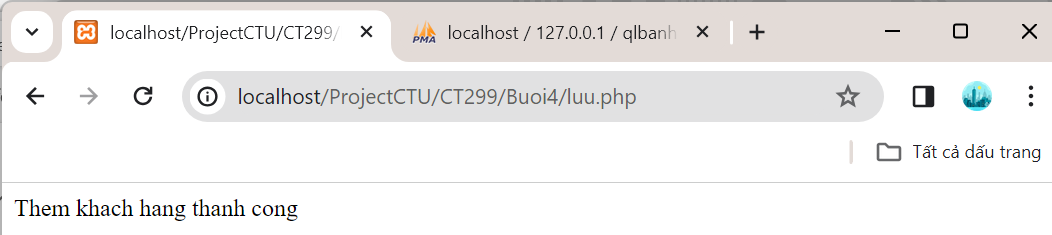 localhost/ProjectCTU/CT299/
PMA localhost / 127.0.0.1 / qlbanh
localhost/ProjectCTU/CT299/Buoi4/luu.php
Tất cả dấu trang
Them khach hang thanh cong